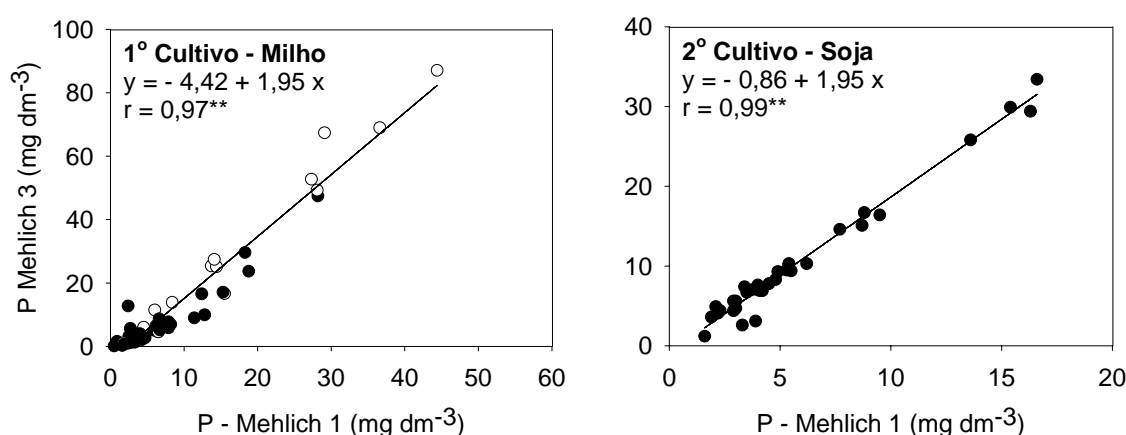 1º Cultivo - Milho
y = - 4,42 + 1,95 x
r = 0,97**
P Mehlich 3 (mg dm-3)
100
80
60
40
20
0
0 10 20 30 40 50 60
P - Mehlich 1 (mg dm-3)
2º Cultivo - Soja
y = - 0,86 + 1,95 x
r = 0,99**
40
30
20
10
0
0 5 10 15 20
P - Mehlich 1 (mg dm-3)